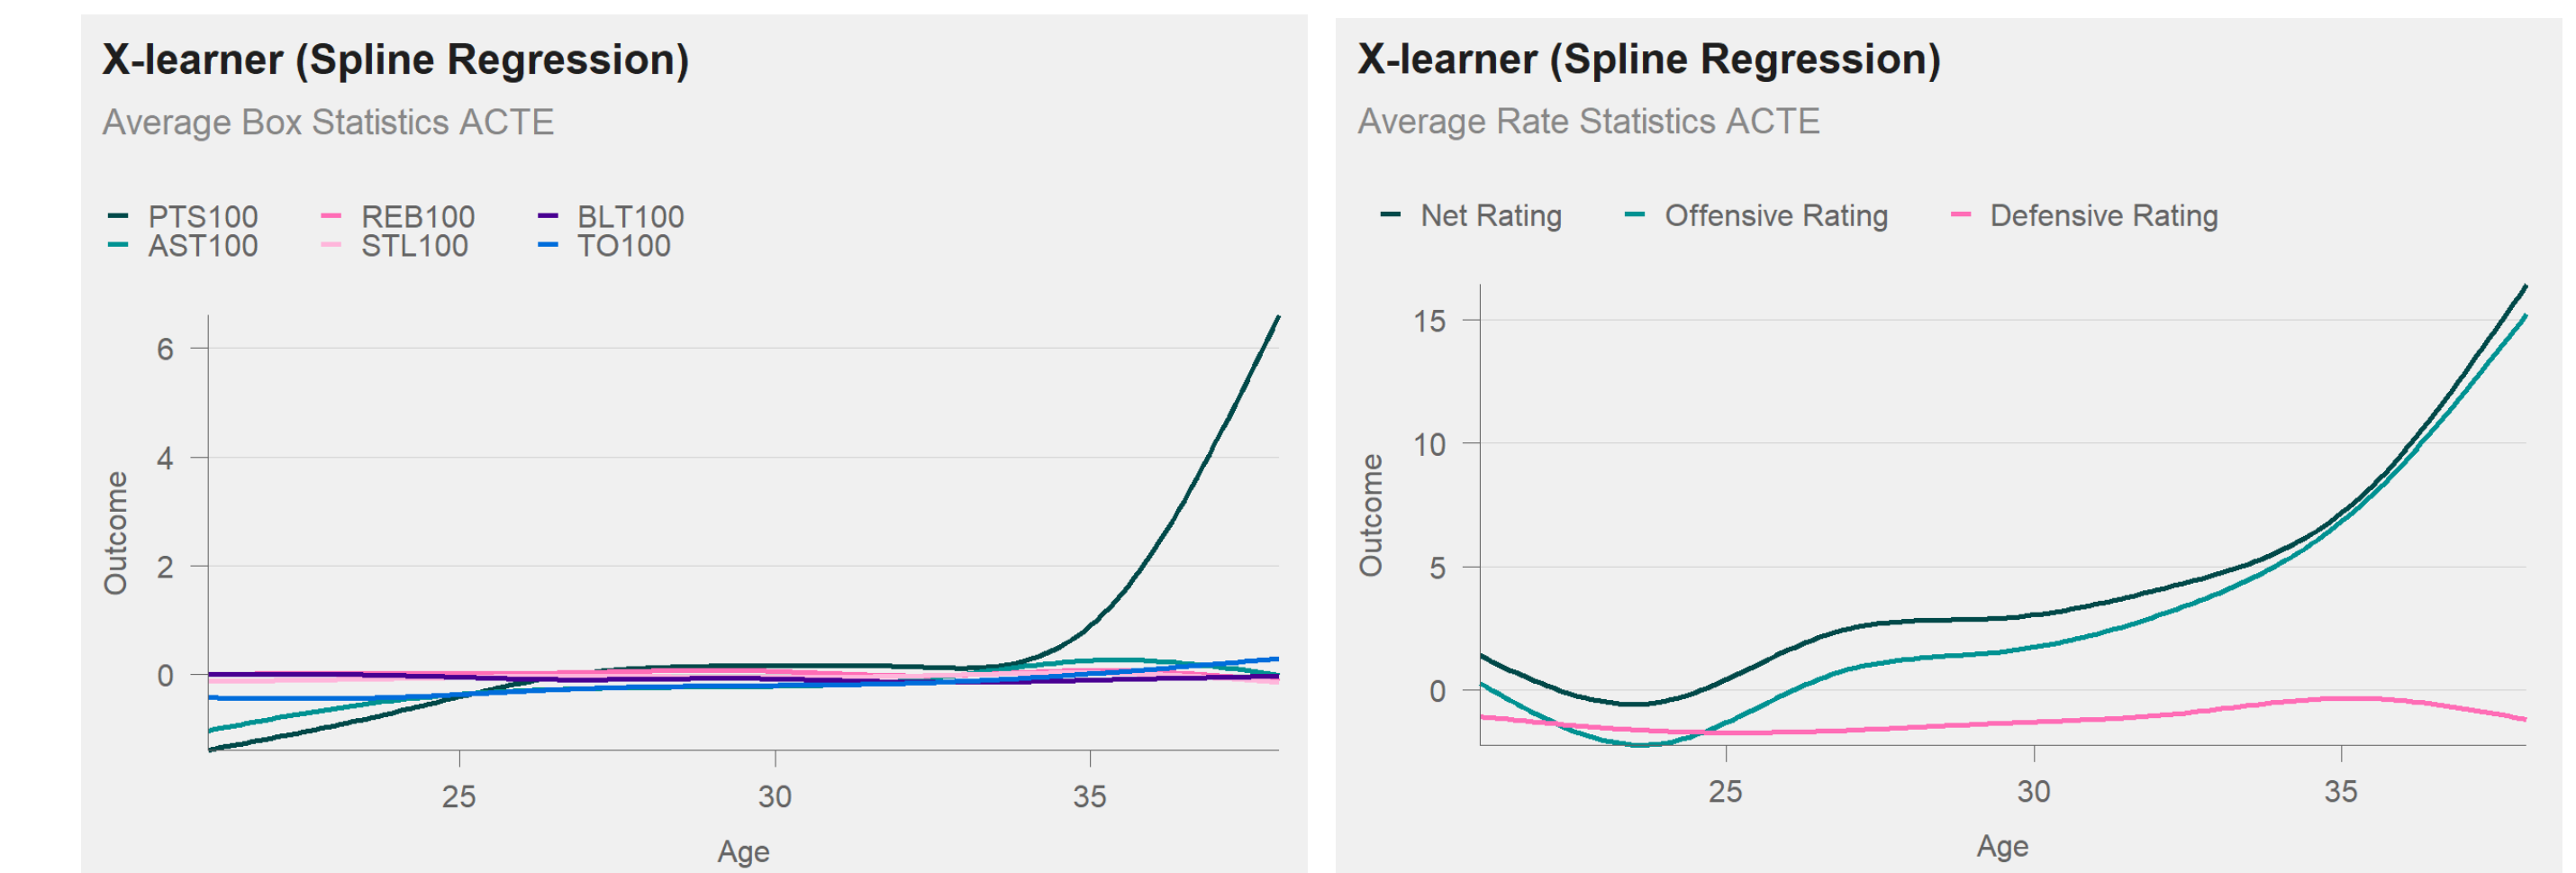 X-learner (Spline Regression)
Average Box Statistics ACTE
PTS100 REB100 BLT100
AST100 STL100 TO100
6
4
2
0
Outcome
25 30 35
Age
X-learner (Spline Regression)
Average Rate Statistics ACTE
Net Rating Offensive Rating Defensive Rating
15
10
5
0
Outcome
25 30 35
Age